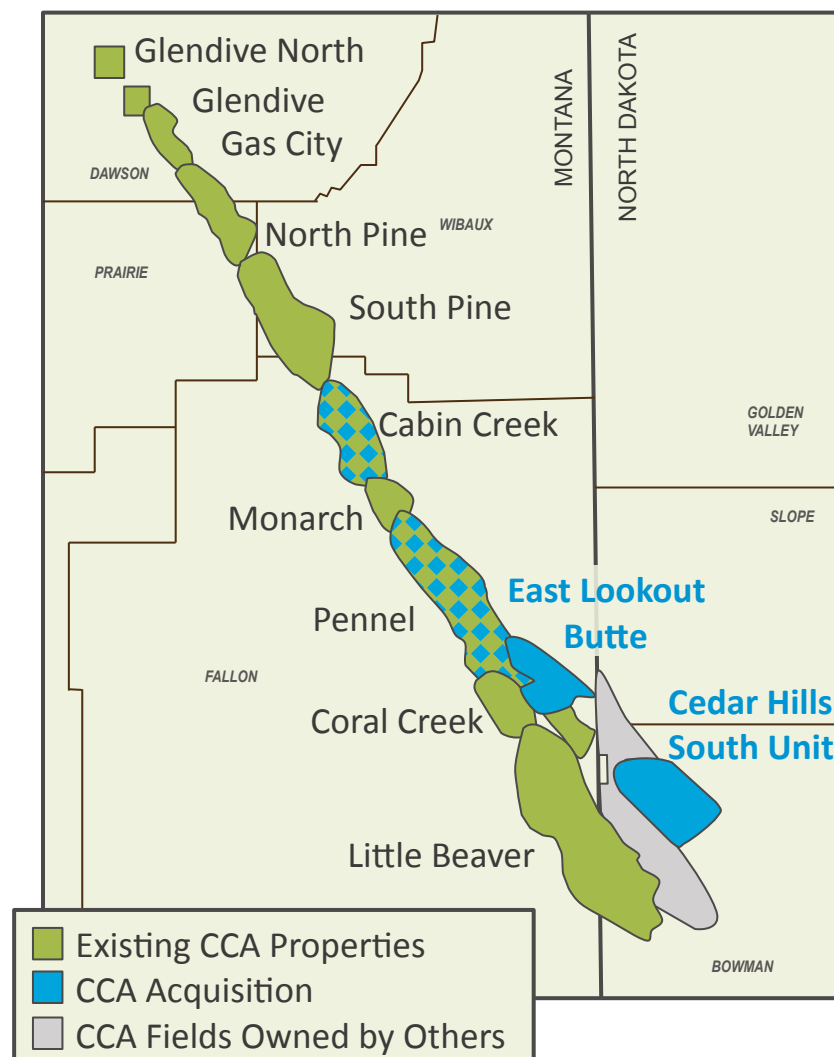 Glendive North
Glendive
Gas City
DAWSON
MONTANA
NORTH DAKOTA
North Pine
WIBAUX
PRAIRIE
South Pine
Cabin Creek
GOLDEN
VALLEY
Monarch
SLOPE
East Lookout
Butte
Pennel
FALLON
Coral Creek
Cedar Hills
South Unit
Little Beaver
BOWMAN
Existing CCA Properties
CCA Acquisition
CCA Fields Owned by Others